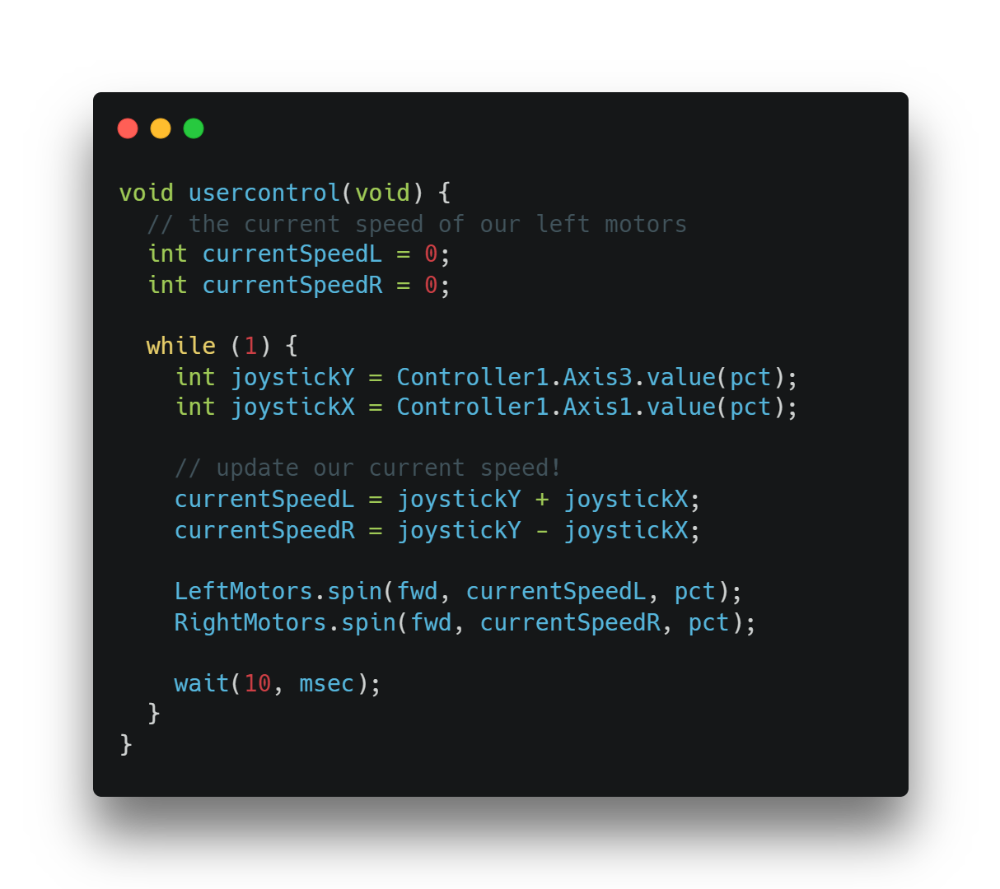 void usercontrol(void) {
  // the current speed of our left motors
  int currentSpeedL = 0;
  int currentSpeedR = 0;

  while (1) {
    int joystickY = Controller1.Axis3.value(pct);
    int joystickX = Controller1.Axis1.value(pct);

    // update our current speed!
    currentSpeedL = joystickY + joystickX;
    currentSpeedR = joystickY - joystickX;

    LeftMotors.spin(fwd, currentSpeedL, pct);
    RightMotors.spin(fwd, currentSpeedR, pct);

    wait(10, msec);
  }
}